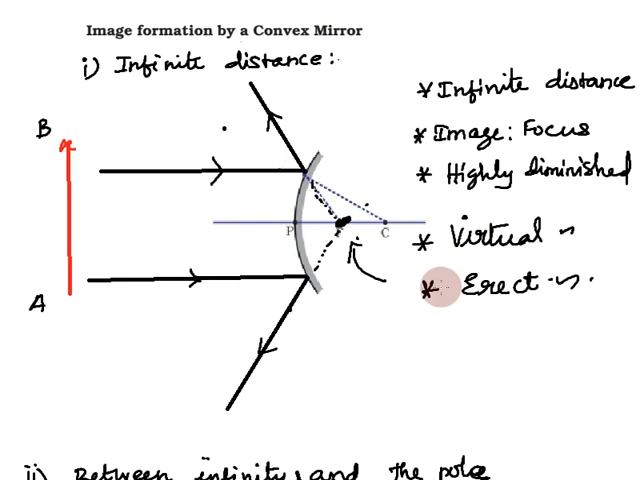 Image formation by a Convex Mirror
i) Infinite distance:
* Infinite distance
B
* Image: Focus
* Highly diminished
P
C
* Virtual
* Erect
A
ii) Between infinity and the pole